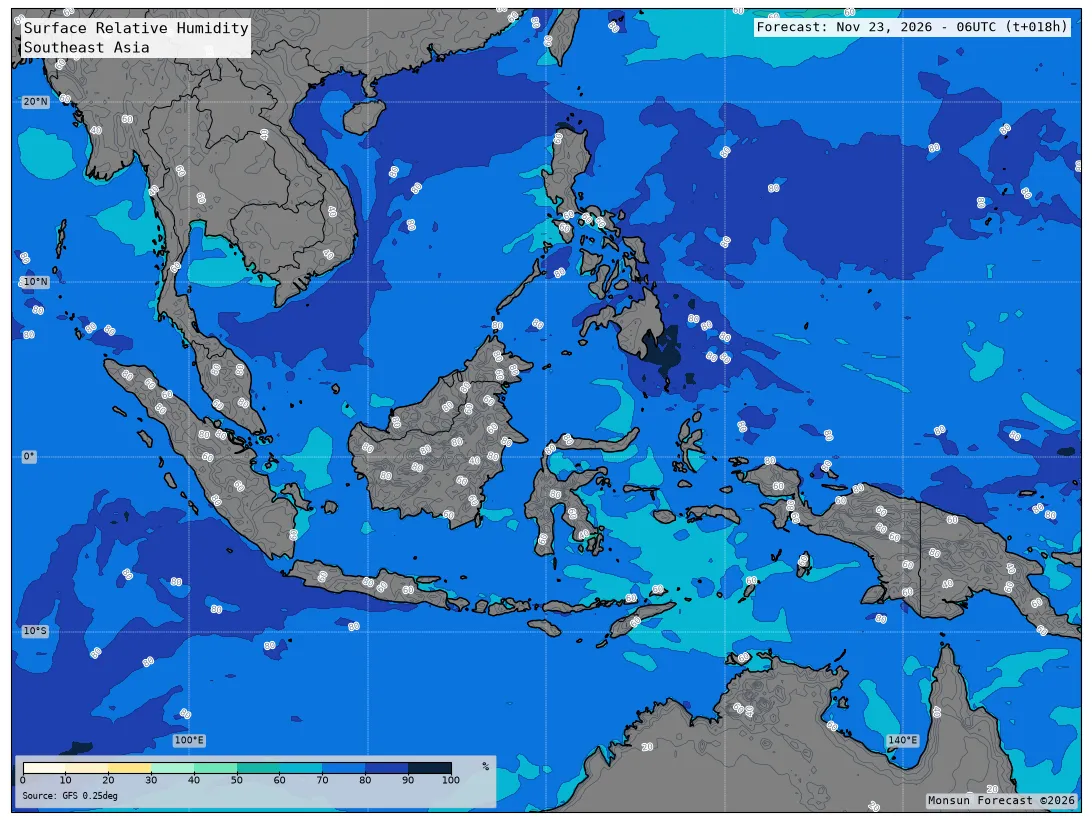 Surface Relative Humidity
Southeast Asia
Forecast: Nov 23, 2026 - 06UTC (t+018h)
20°N
10°N
0°
10°S
100°E
140°E
%
0 10 20 30 40 50 60 70 80 90 100
Source: GFS 0.25deg
Monsun Forecast ©2026